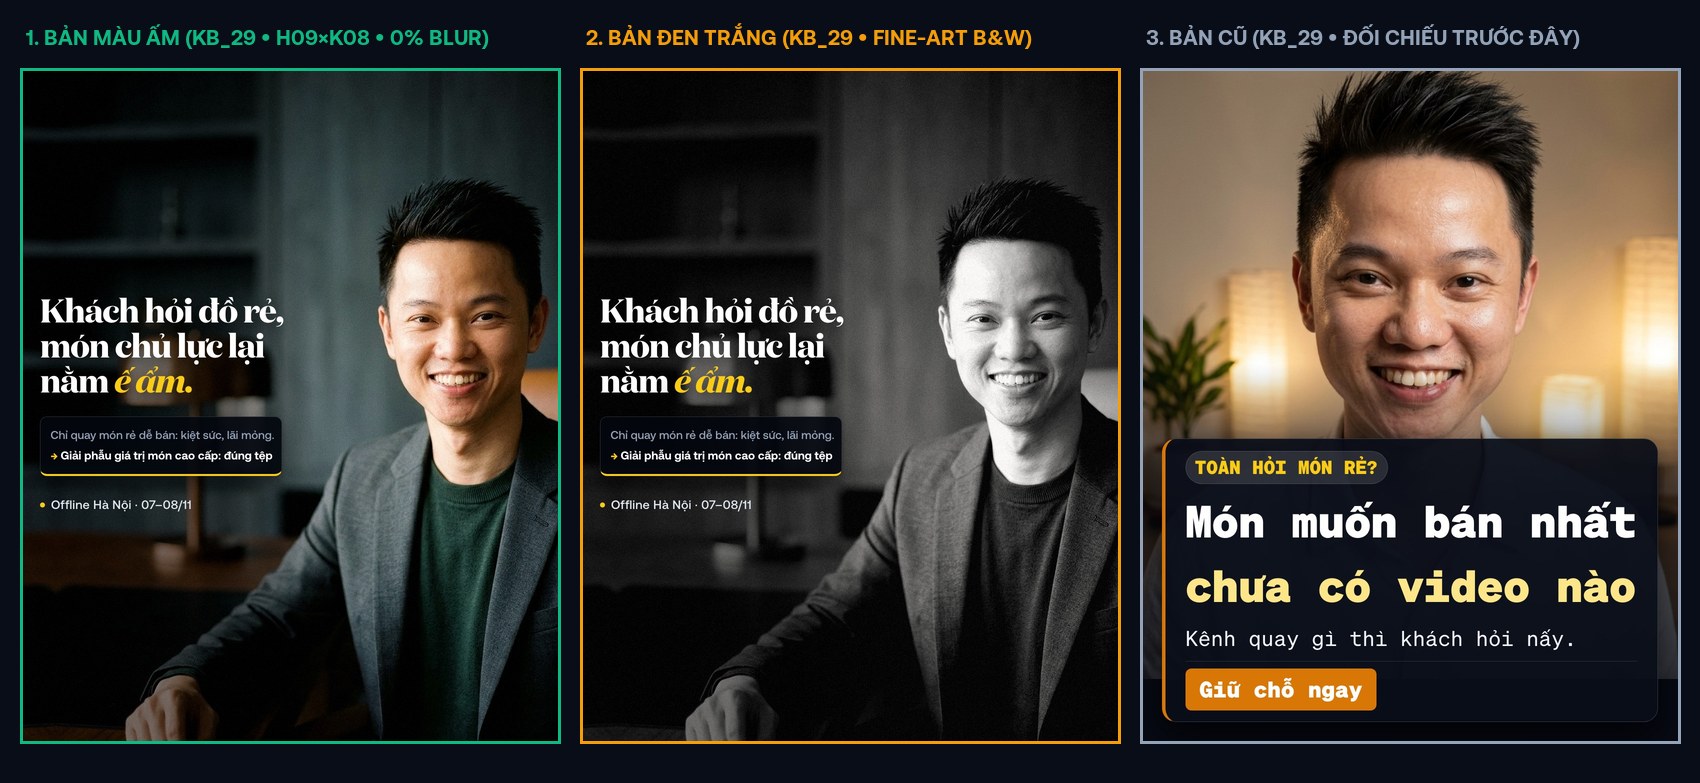 1. BẢN MÀU ẤM (KB_29 • H09×K08 • 0% BLUR)
Khách hỏi đồ rẻ,
món chủ lực lại
nằm ế ẩm.
Chỉ quay món rẻ dễ bán: kiệt sức, lãi mỏng.
→ Giải phẫu giá trị món cao cấp: đúng tệp
• Offline Hà Nội · 07–08/11
2. BẢN ĐEN TRẮNG (KB_29 • FINE-ART B&W)
Khách hỏi đồ rẻ,
món chủ lực lại
nằm ế ẩm.
Chỉ quay món rẻ dễ bán: kiệt sức, lãi mỏng.
→ Giải phẫu giá trị món cao cấp: đúng tệp
• Offline Hà Nội · 07–08/11
3. BẢN CŨ (KB_29 • ĐỐI CHIẾU TRƯỚC ĐÂY)
TOÀN HỎI MÓN RẺ?
Món muốn bán nhất
chưa có video nào
Kênh quay gì thì khách hỏi nấy.
Giữ chỗ ngay